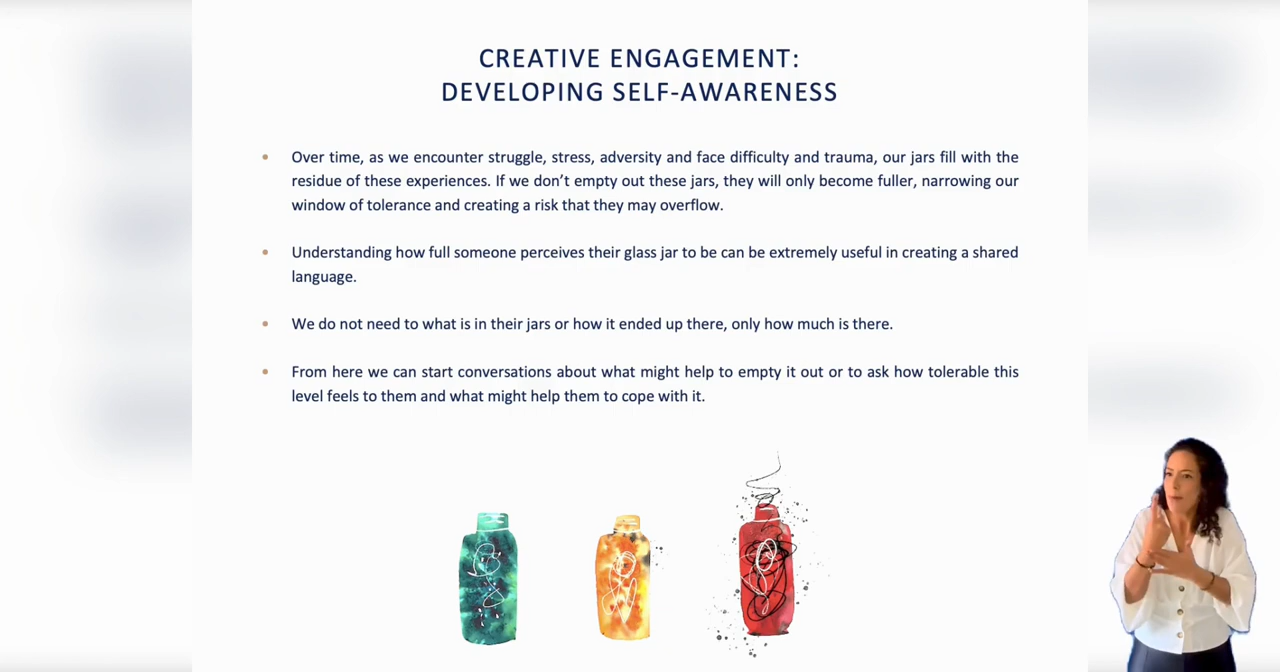 CREATIVE ENGAGEMENT:
DEVELOPING SELF-AWARENESS
• Over time, as we encounter struggle, stress, adversity and face difficulty and trauma, our jars fill with the
residue of these experiences. If we don’t empty out these jars, they will only become fuller, narrowing our
window of tolerance and creating a risk that they may overflow.
• Understanding how full someone perceives their glass jar to be can be extremely useful in creating a shared
language.
• We do not need to what is in their jars or how it ended up there, only how much is there.
• From here we can start conversations about what might help to empty it out or to ask how tolerable this
level feels to them and what might help them to cope with it.